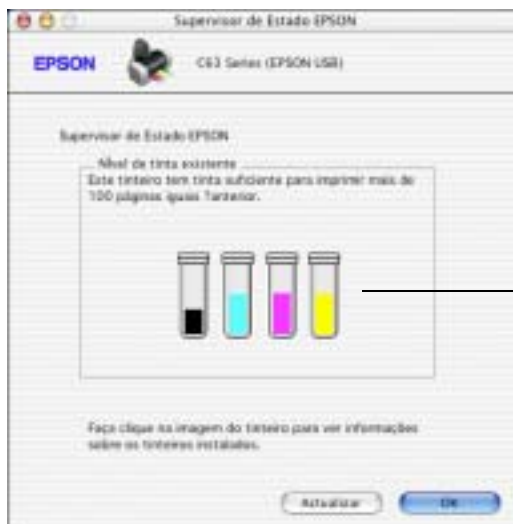 Supervisor de Estado EPSON
EPSON
C63 Series (EPSON USB)
Supervisor de Estado EPSON
Nível de tinta existente
Este tinteiro tem tinta suficiente para imprimir mais de
100 páginas iguais Tanterior.
Faça clique na imagem do tinteiro para ver informações
sobre os tinteiros instalados.
Actualizar
OK